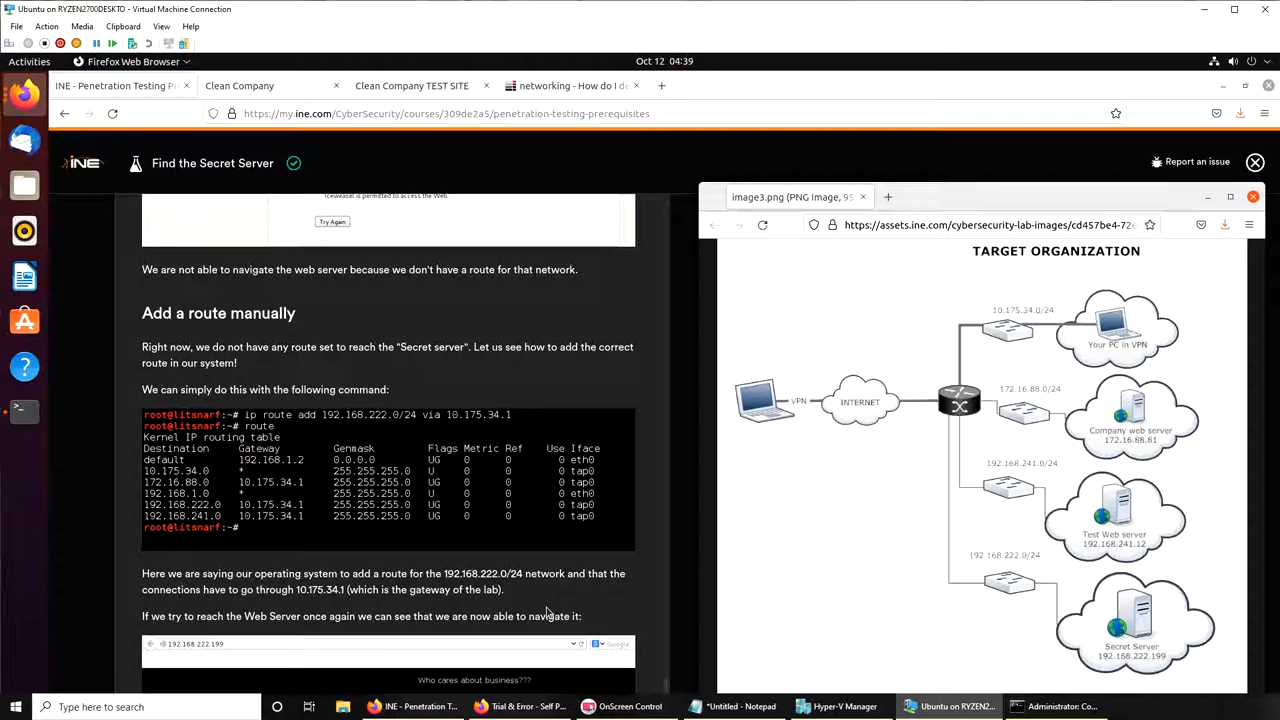 Ubuntu on RYZEN2700DESKTO - Virtual Machine Connection
File Action Media Clipboard View Help
Activities Firefox Web Browser Oct 12 04:39
INE - Penetration Testing P × Clean Company × Clean Company TEST SITE × networking - How do I d ×
https://my.ine.com/CyberSecurity/courses/309de2a5/penetration-testing-prerequisites
INE Find the Secret Server Report an issue
Iceweasel is permitted to access the Web.
Try Again
We are not able to navigate the web server because we don't have a route for that network.
Add a route manually
Right now, we do not have any route set to reach the "Secret server". Let us see how to add the correct
route in our system!
We can simply do this with the following command:
root@litsnarf:~# ip route add 192.168.222.0/24 via 10.175.34.1
root@litsnarf:~# route
Kernel IP routing table
Destination Gateway Genmask Flags Metric Ref Use Iface
default 192.168.1.2 0.0.0.0 UG 0 0 0 eth0
10.175.34.0 * 255.255.255.0 U 0 0 0 tap0
172.16.88.0 10.175.34.1 255.255.255.0 UG 0 0 0 tap0
192.168.1.0 * 255.255.255.0 U 0 0 0 eth0
192.168.222.0 10.175.34.1 255.255.255.0 UG 0 0 0 tap0
192.168.241.0 10.175.34.1 255.255.255.0 UG 0 0 0 tap0
root@litsnarf:~#
Here we are saying our operating system to add a route for the 192.168.222.0/24 network and that the
connections have to go through 10.175.34.1 (which is the gateway of the lab).
If we try to reach the Web Server once again we can see that we are now able to navigate it:
192.168.222.199 Google
Who cares about business???
image3.png (PNG Image, 95 ×
https://assets.ine.com/cybersecurity-lab-images/cd457be4-72e
TARGET ORGANIZATION
10.175.34.0/24
Your PC in VPN
VPN
INTERNET
172.16.88.0/24
Company web server
172.16.88.81
192.168.241.0/24
Test Web server
192.168.241.12
192.168.222.0/24
Secret Server
192.168.222.199
Type here to search INE - Penetration T... Trial & Error - Self P... OnScreen Control *Untitled - Notepad Hyper-V Manager Ubuntu on RYZEN2... Administrator: Co...